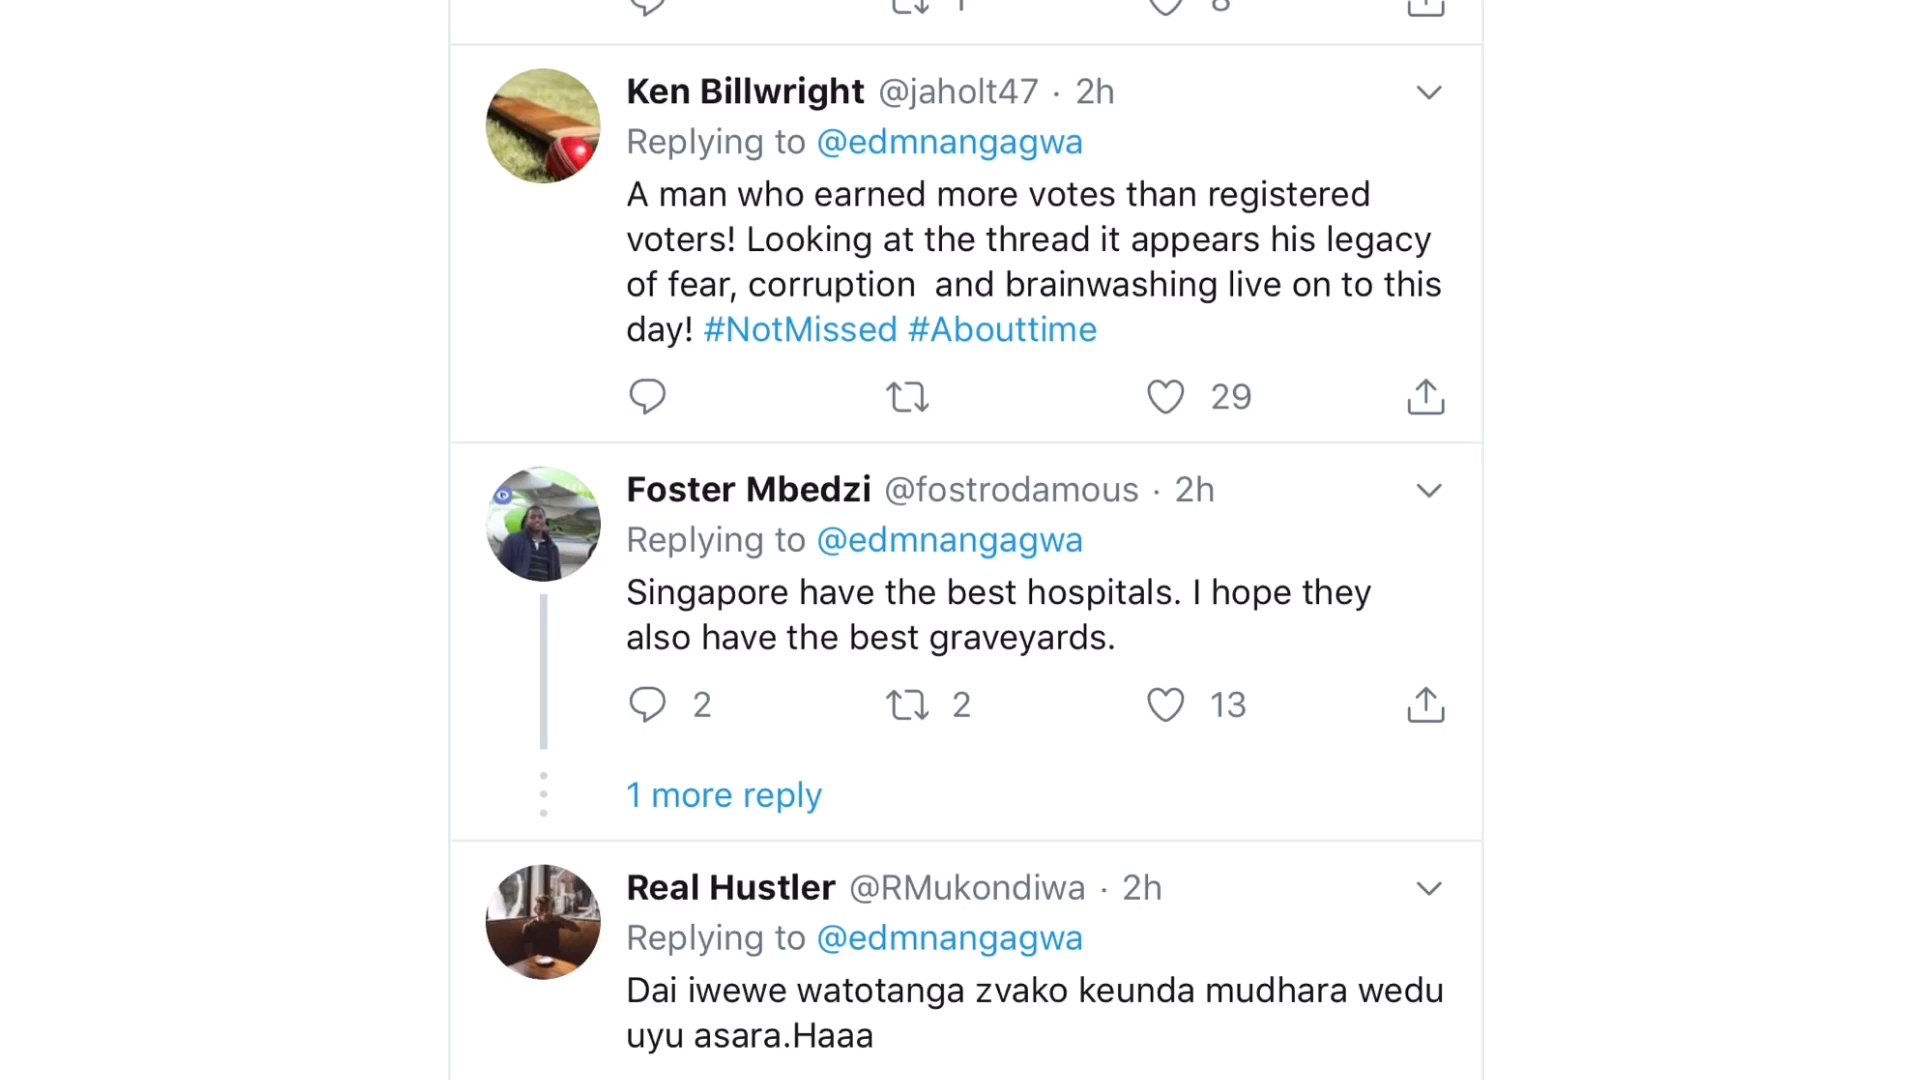 1 8
Ken Billwright @jaholt47 · 2h
Replying to @edmnangagwa
A man who earned more votes than registered
voters! Looking at the thread it appears his legacy
of fear, corruption  and brainwashing live on to this
day! #NotMissed #Abouttime
29
Foster Mbedzi @fostrodamous · 2h
Replying to @edmnangagwa
Singapore have the best hospitals. I hope they
also have the best graveyards.
2 2 13
1 more reply
Real Hustler @RMukondiwa · 2h
Replying to @edmnangagwa
Dai iwewe watotanga zvako keunda mudhara wedu
uyu asara.Haaa